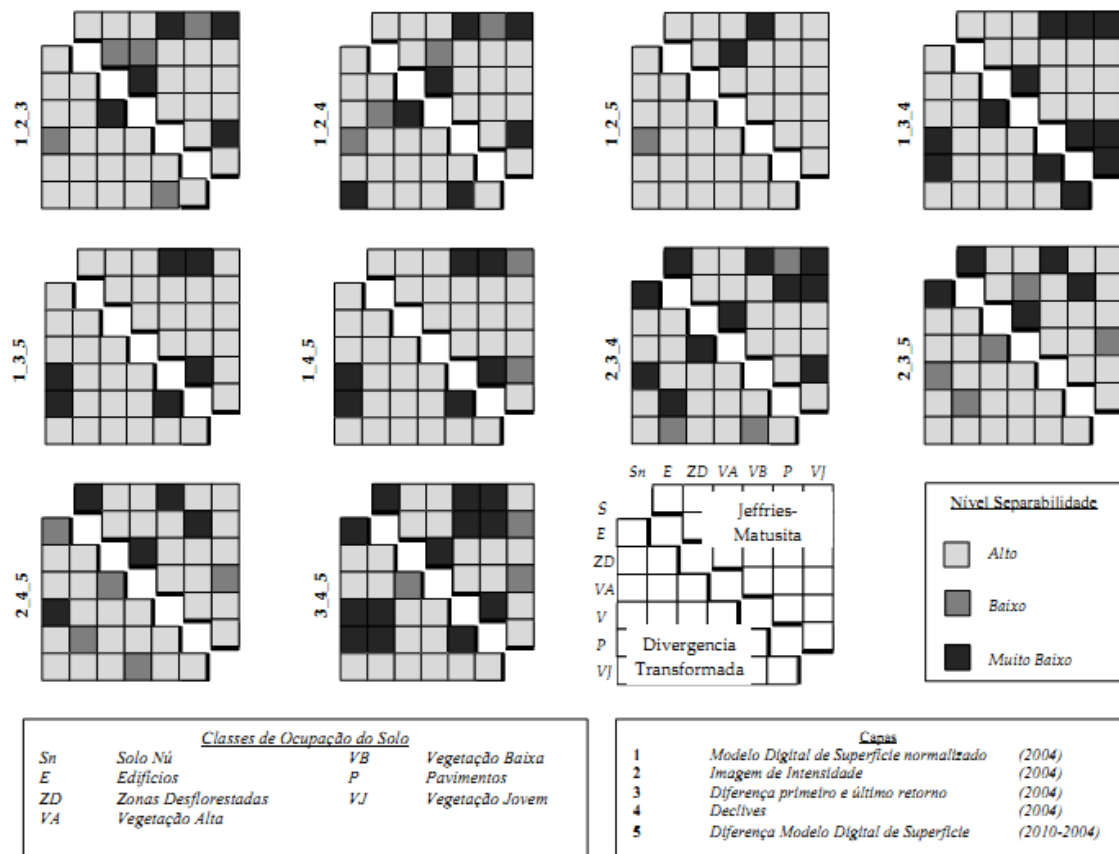 1_2_3
1_2_4
1_2_5
1_3_4
1_3_5
1_4_5
2_3_4
2_3_5
2_4_5
3_4_5
Sn E ZD VA VB P VJ
S
E
ZD
VA
V
P
VJ
Jeffries-
Matusita
Divergencia
Transformada
Nível Separabilidade
Alto
Baixo
Muito Baixo
Classes de Ocupação do Solo
Sn Solo Nú VB Vegetação Baixa
E Edifícios P Pavimentos
ZD Zonas Desflorestadas VJ Vegetação Jovem
VA Vegetação Alta
Capas
1 Modelo Digital de Superfície normalizado (2004)
2 Imagem de Intensidade (2004)
3 Diferença primeiro e último retorno (2004)
4 Declives (2004)
5 Diferença Modelo Digital de Superfície (2010-2004)